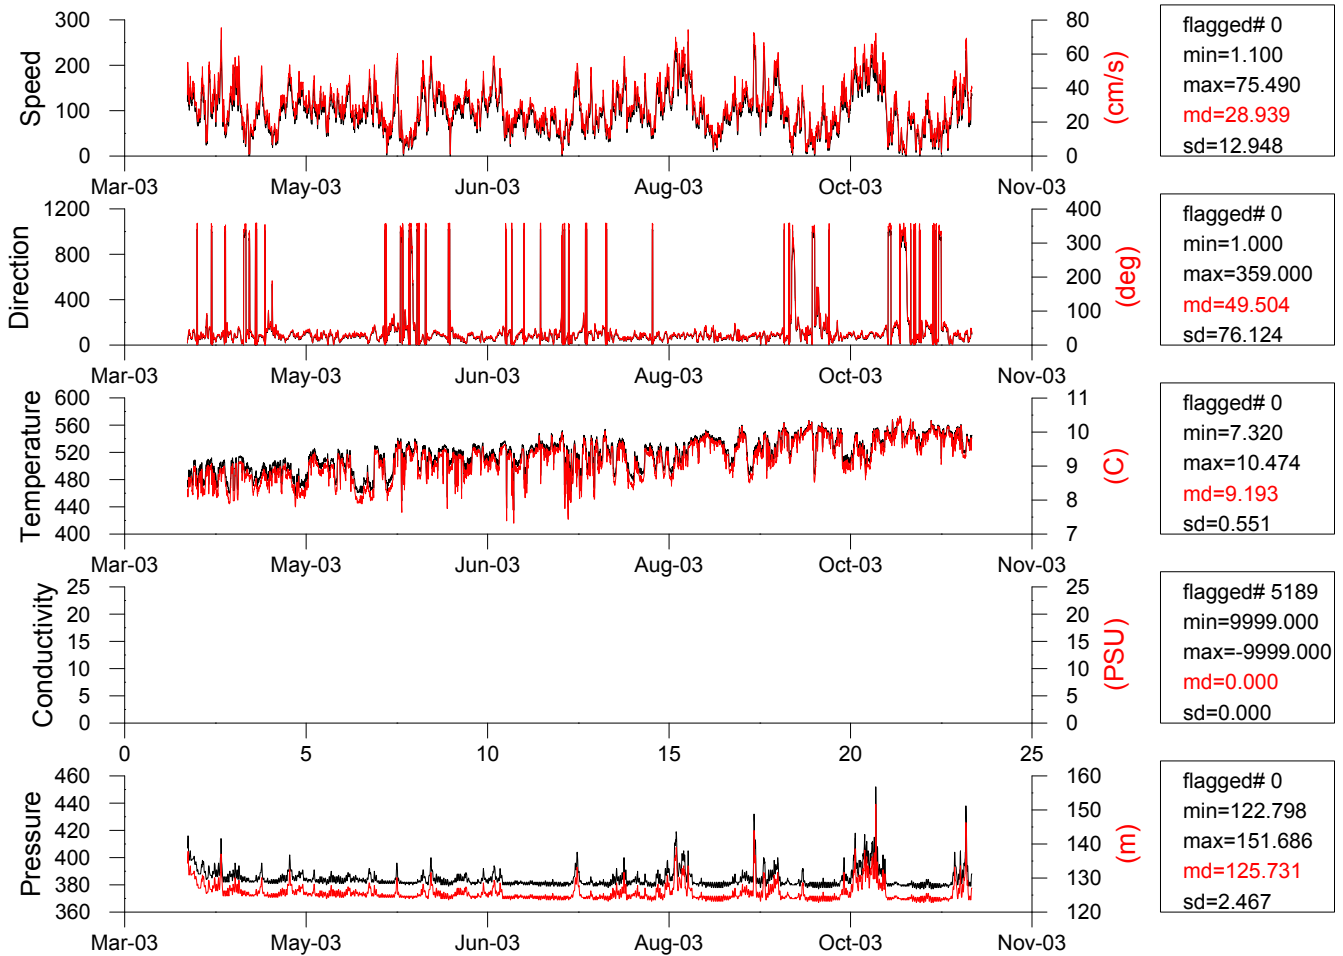 Speed
300
200
100
0
80
60
40
20
0
(cm/s)
Mar-03 May-03 Jun-03 Aug-03 Oct-03 Nov-03
flagged# 0
min=1.100
max=75.490
md=28.939
sd=12.948
Direction
1200
800
400
0
400
300
200
100
0
(deg)
Mar-03 May-03 Jun-03 Aug-03 Oct-03 Nov-03
flagged# 0
min=1.000
max=359.000
md=49.504
sd=76.124
Temperature
600
560
520
480
440
400
11
10
9
8
7
(C)
Mar-03 May-03 Jun-03 Aug-03 Oct-03 Nov-03
flagged# 0
min=7.320
max=10.474
md=9.193
sd=0.551
Conductivity
25
20
15
10
5
0
25
20
15
10
5
0
(PSU)
0 5 10 15 20 25
flagged# 5189
min=9999.000
max=-9999.000
md=0.000
sd=0.000
Pressure
460
440
420
400
380
360
160
150
140
130
120
(m)
Mar-03 May-03 Jun-03 Aug-03 Oct-03 Nov-03
flagged# 0
min=122.798
max=151.686
md=125.731
sd=2.467